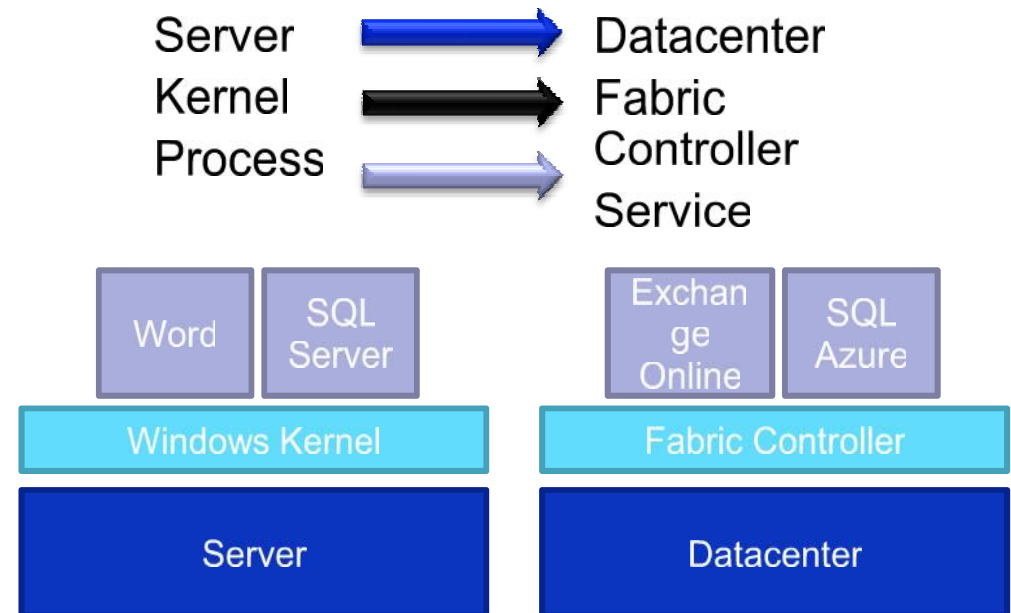 Server
Kernel
Process
Datacenter
Fabric
Controller
Service
Word
SQL
Server
Exchan
ge
Online
SQL
Azure
Windows Kernel
Fabric Controller
Server
Datacenter